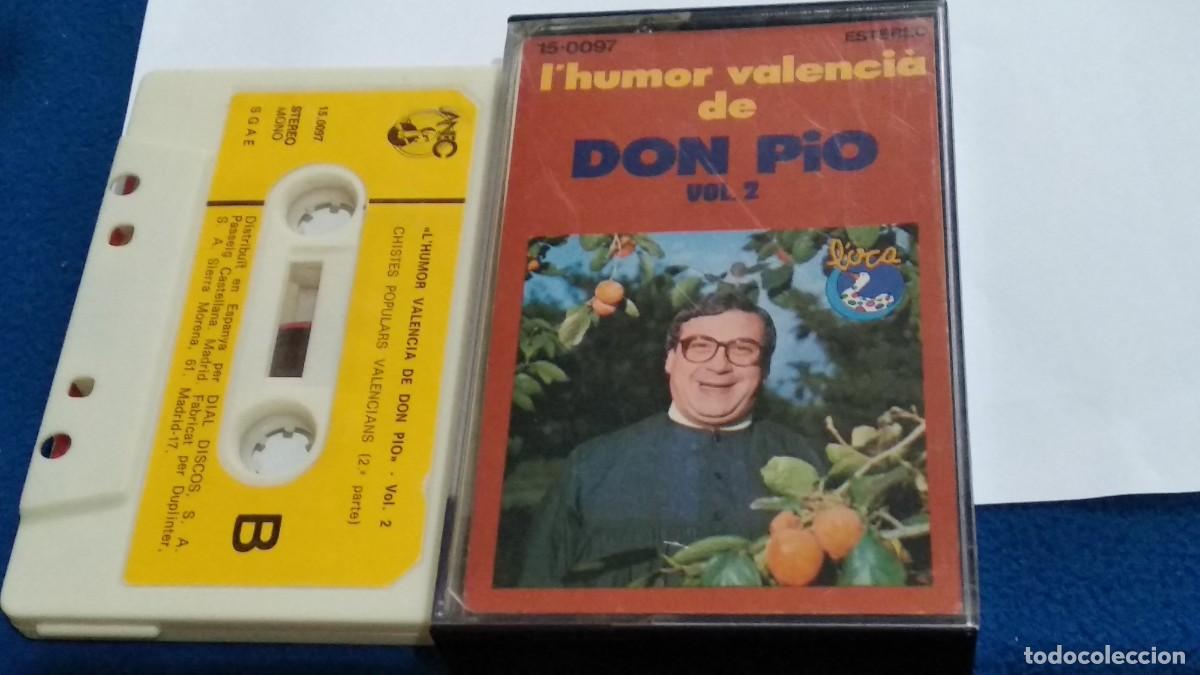 15-0097
ESTEREO
l'humor valencià
de
DON PiO
VOL. 2
l'oca
ANEC
15.0097
STEREO
MONO
SGAE
«L'HUMOR VALENCIA DE DON PIO» - Vol. 2
CHISTES POPULARS VALENCIANS (2.ª parte)
Distribuït en Espanya per DIAL DISCOS, S. A.
Passeig Castellana, Madrid. Fabricat per Duplinter,
S. A. Sierra Morena, 61. Madrid-17.
B
todocoleccion